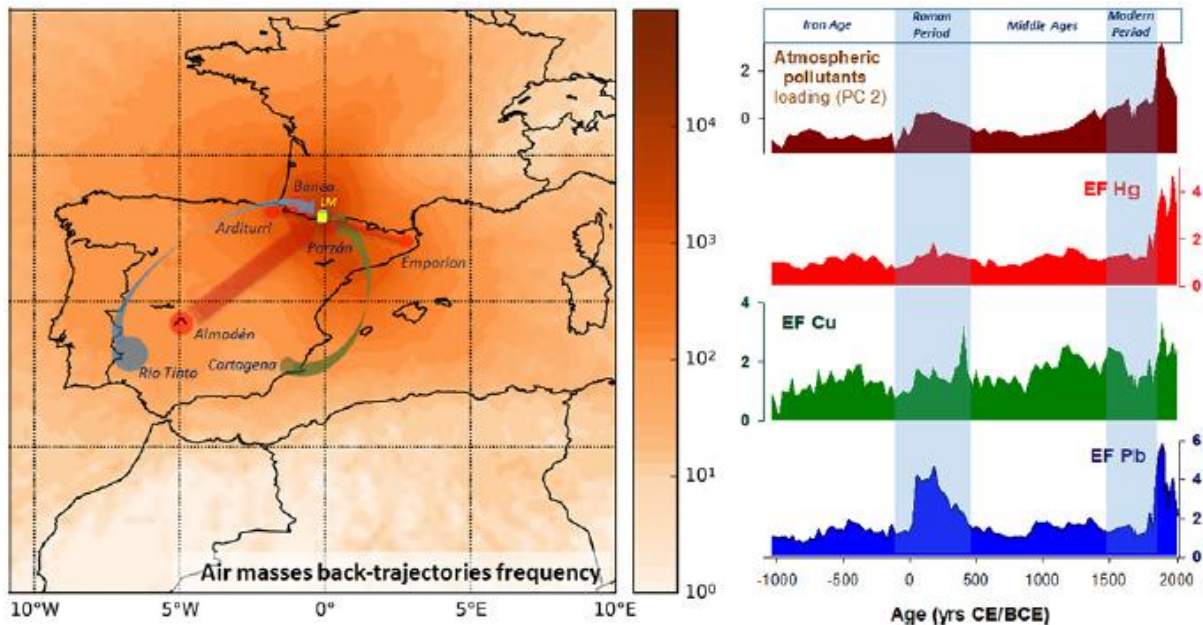 Banca
LM
Arditurri
Parzán
Emporion
Almadén
Cartagena
Río Tinto
Air masses back-trajectories frequency
10°W
5°W
0°
5°E
10°E
10⁴
10³
10²
10¹
10⁰
Iron Age
Roman
Period
Middle Ages
Modern
Period
Atmospheric
pollutants
loading (PC 2)
2
0
EF Hg
4
2
0
4
EF Cu
2
0
EF Pb
6
4
2
0
-1000
-500
0
500
1000
1500
2000
Age (yrs CE/BCE)